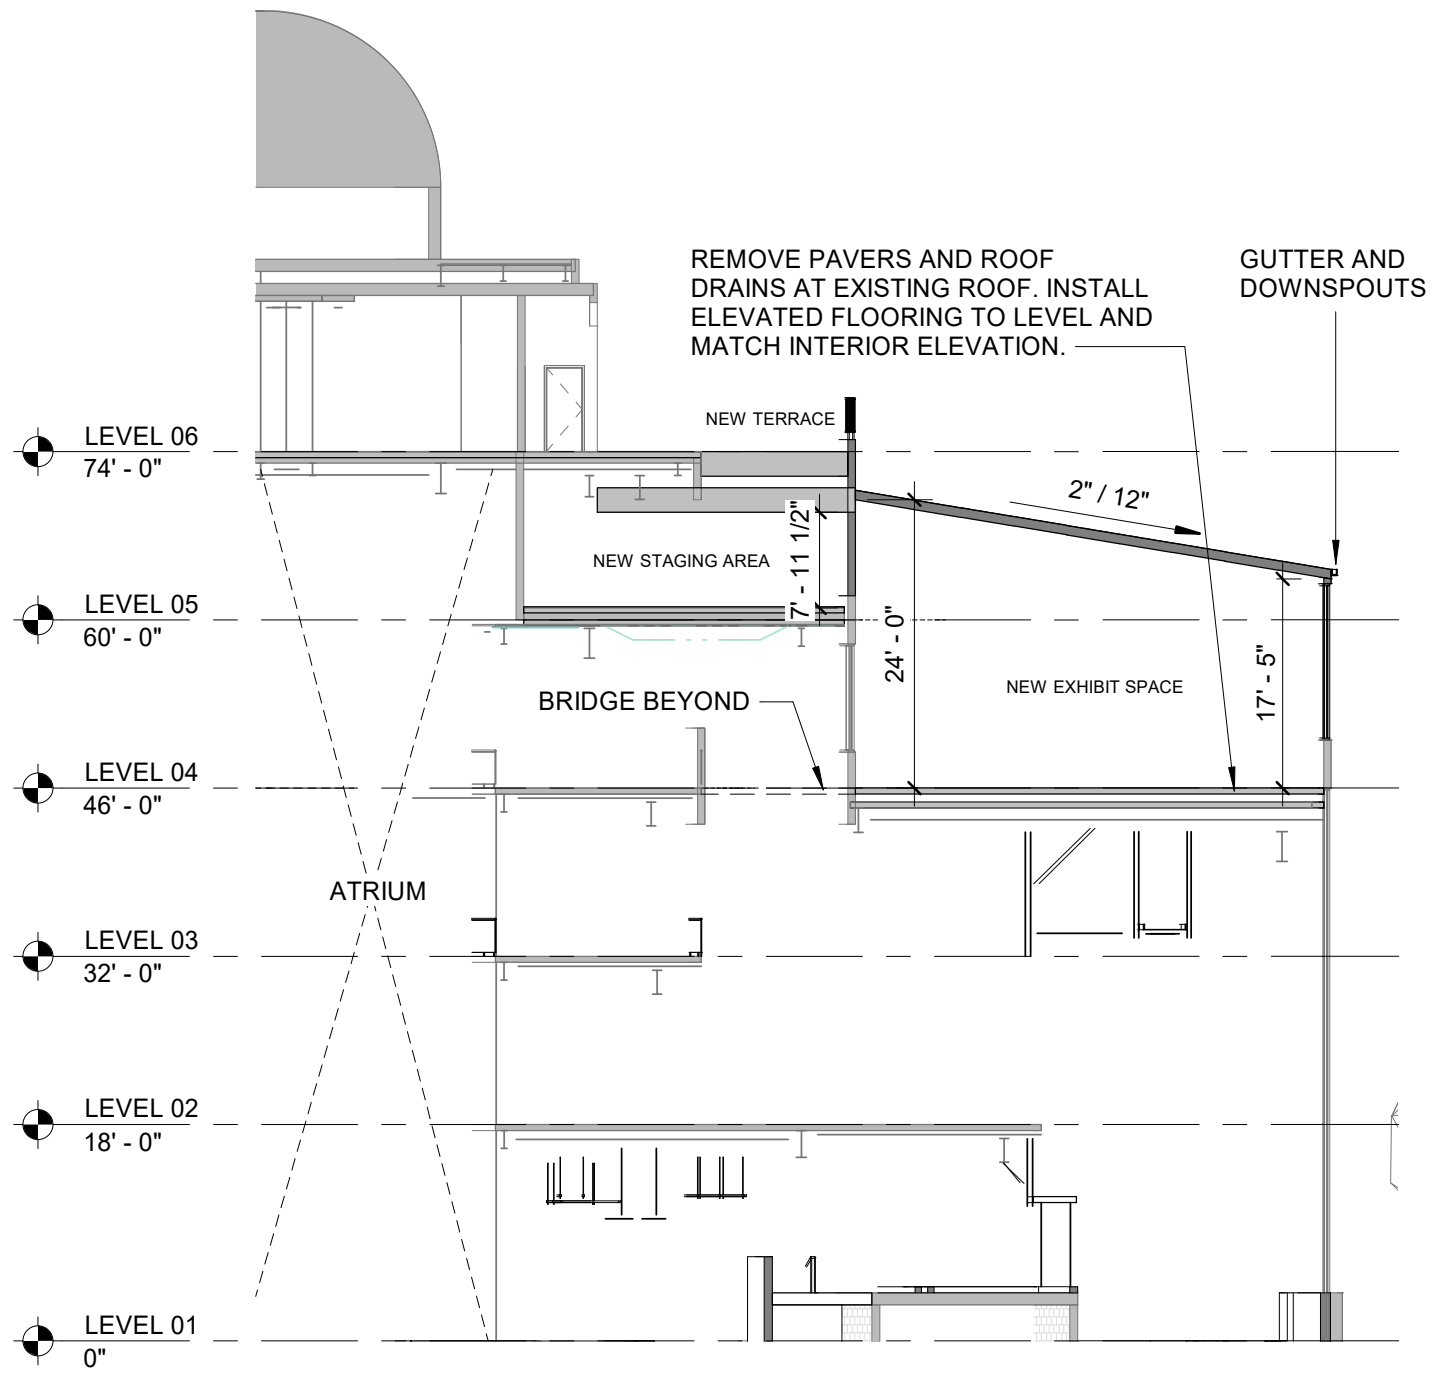 REMOVE PAVERS AND ROOF
DRAINS AT EXISTING ROOF. INSTALL
ELEVATED FLOORING TO LEVEL AND
MATCH INTERIOR ELEVATION.
GUTTER AND
DOWNSPOUTS
NEW TERRACE
LEVEL 06
74' - 0"
2" / 12"
7' - 11 1/2"
NEW STAGING AREA
LEVEL 05
60' - 0"
24' - 0"
17' - 5"
NEW EXHIBIT SPACE
BRIDGE BEYOND
LEVEL 04
46' - 0"
ATRIUM
LEVEL 03
32' - 0"
LEVEL 02
18' - 0"
LEVEL 01
0"